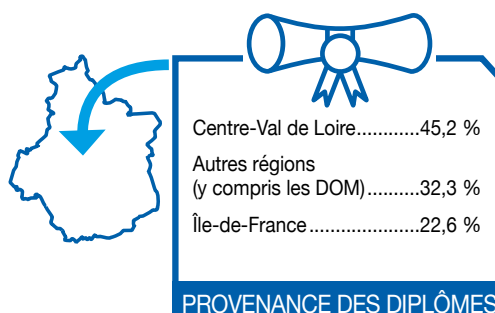 Centre-Val de Loire............45,2 %
Autres régions
(y compris les DOM)..........32,3 %
Île-de-France......................22,6 %
PROVENANCE DES DIPLÔMES